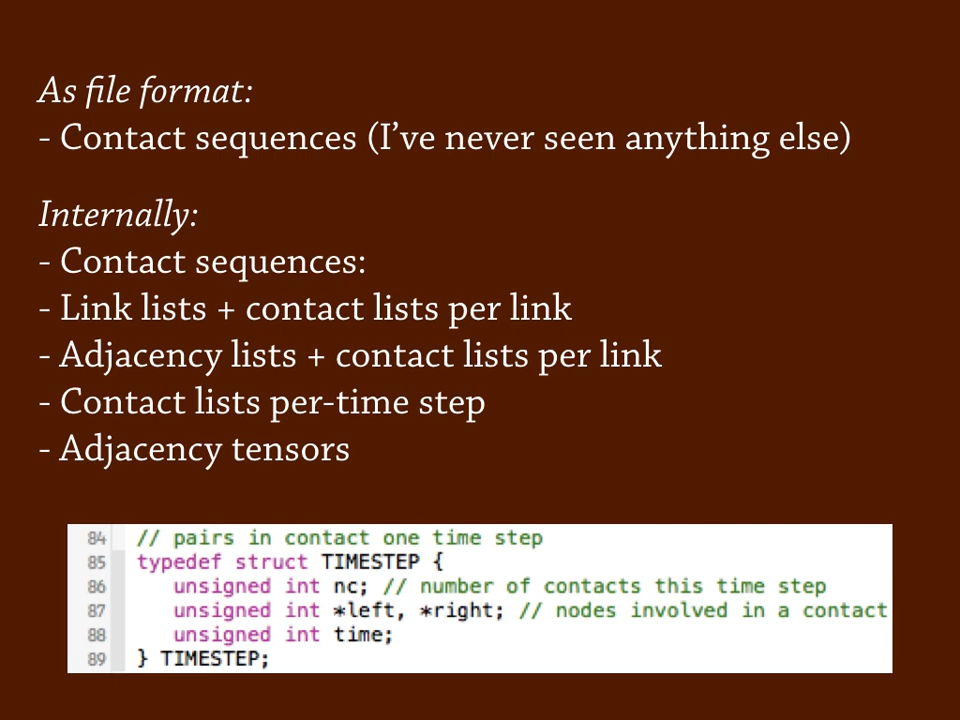 As file format:
- Contact sequences (I’ve never seen anything else)
Internally:
- Contact sequences:
- Link lists + contact lists per link
- Adjacency lists + contact lists per link
- Contact lists per-time step
- Adjacency tensors
84 // pairs in contact one time step
85 typedef struct TIMESTEP {
86 unsigned int nc; // number of contacts this time step
87 unsigned int *left, *right; // nodes involved in a contact
88 unsigned int time;
89 } TIMESTEP;